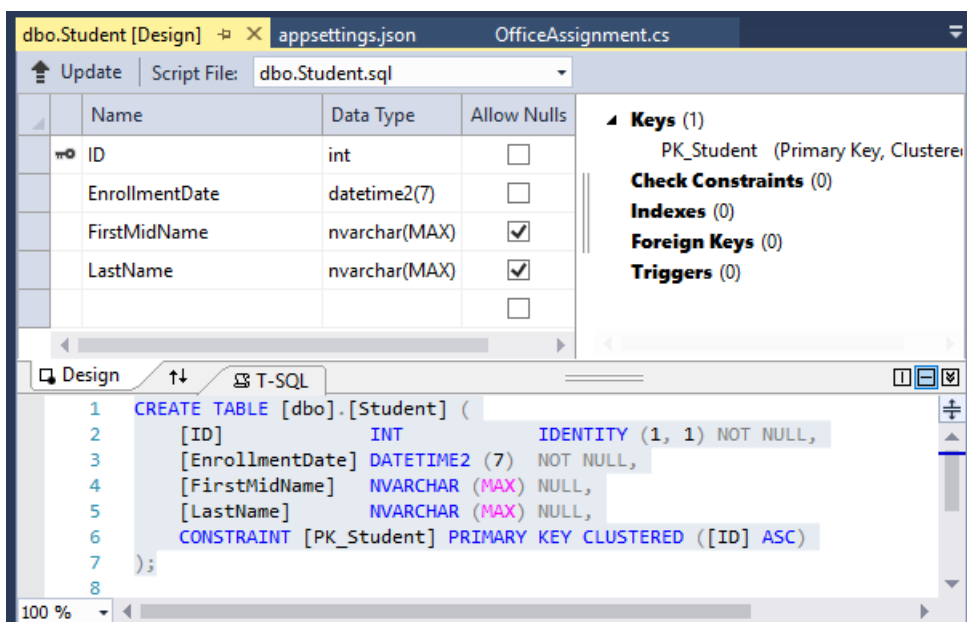 dbo.Student [Design] appsettings.json OfficeAssignment.cs
Update Script File: dbo.Student.sql
Name Data Type Allow Nulls
ID int
EnrollmentDate datetime2(7)
FirstMidName nvarchar(MAX)
LastName nvarchar(MAX)
Keys (1)
PK_Student (Primary Key, Clustere
Check Constraints (0)
Indexes (0)
Foreign Keys (0)
Triggers (0)
Design T-SQL
1 CREATE TABLE [dbo].[Student] (
2 [ID] INT IDENTITY (1, 1) NOT NULL,
3 [EnrollmentDate] DATETIME2 (7) NOT NULL,
4 [FirstMidName] NVARCHAR (MAX) NULL,
5 [LastName] NVARCHAR (MAX) NULL,
6 CONSTRAINT [PK_Student] PRIMARY KEY CLUSTERED ([ID] ASC)
7 );
8
100 %